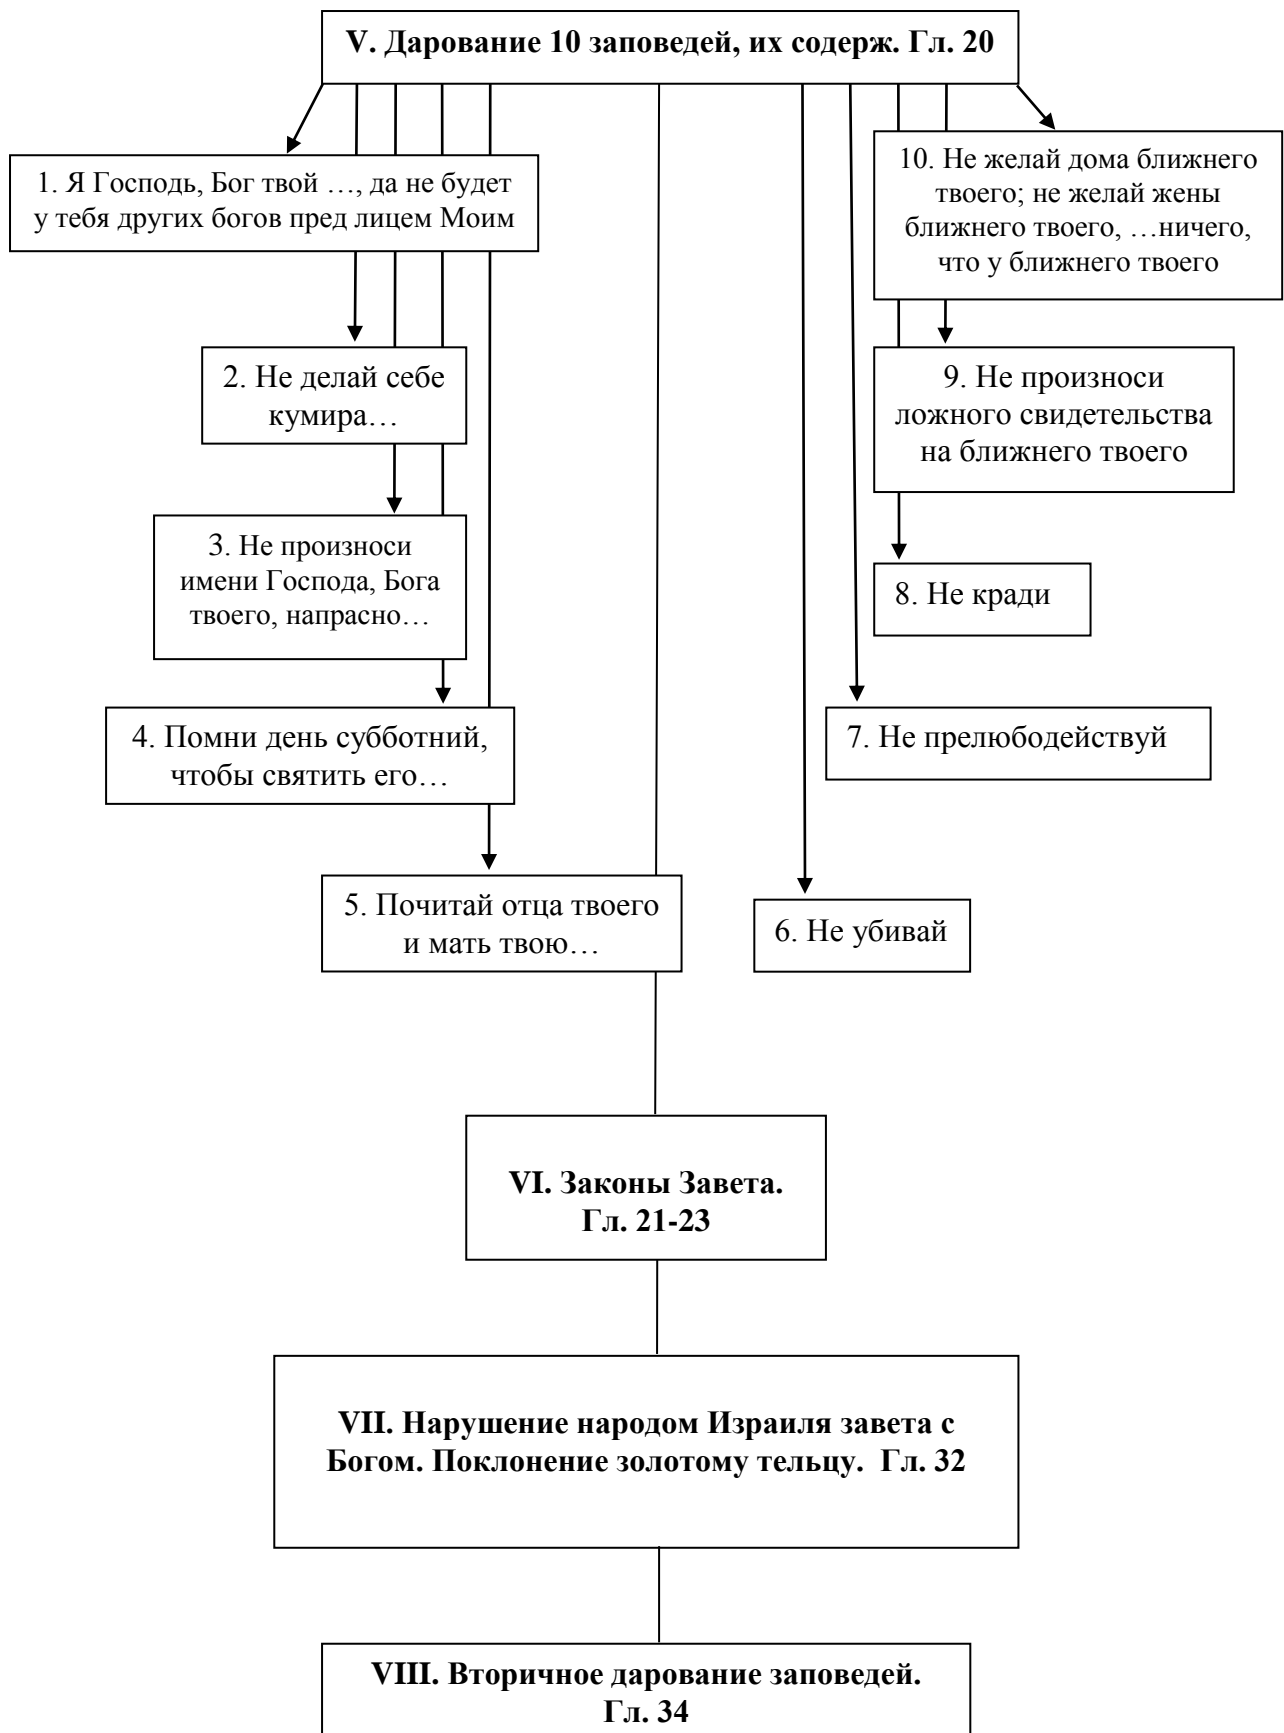 V. Дарование 10 заповедей, их содерж. Гл. 20
1. Я Господь, Бог твой …, да не будет
у тебя других богов пред лицем Моим
10. Не желай дома ближнего
твоего; не желай жены
ближнего твоего, …ничего,
что у ближнего твоего
2. Не делай себе
кумира…
9. Не произноси
ложного свидетельства
на ближнего твоего
3. Не произноси
имени Господа, Бога
твоего, напрасно…
8. Не кради
4. Помни день субботний,
чтобы святить его…
7. Не прелюбодействуй
5. Почитай отца твоего
и мать твою…
6. Не убивай
VI. Законы Завета.
Гл. 21-23
VII. Нарушение народом Израиля завета с
Богом. Поклонение золотому тельцу. Гл. 32
VIII. Вторичное дарование заповедей.
Гл. 34